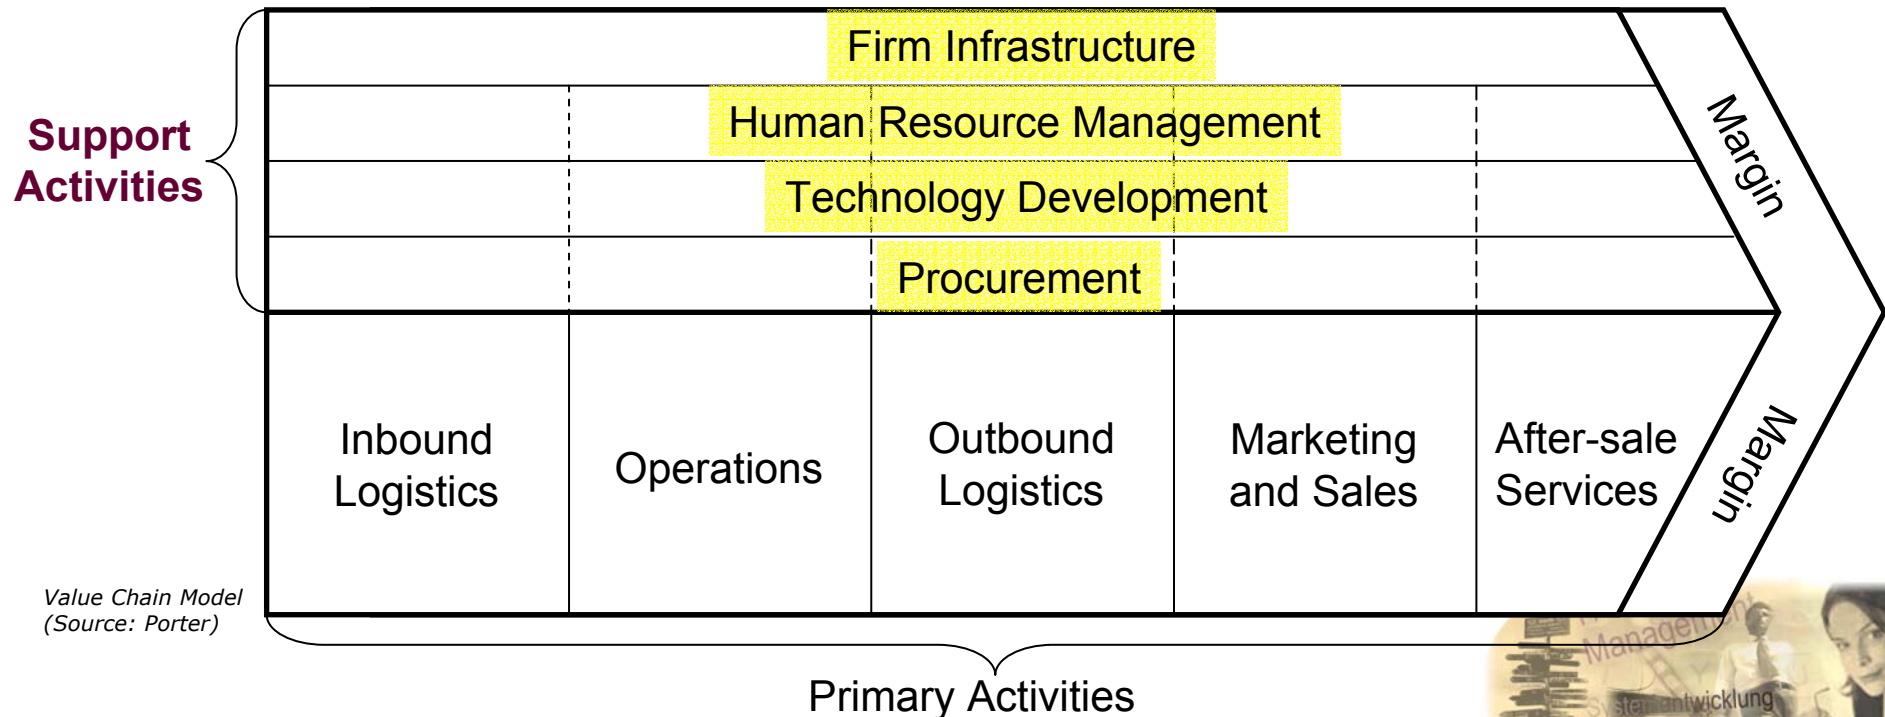 Firm Infrastructure
Support
Activities
Human Resource Management
Technology Development
Procurement
Margin
Inbound
Logistics
Operations
Outbound
Logistics
Marketing
and Sales
After-sale
Services
Margin
Value Chain Model
(Source: Porter)
Primary Activities
Management
Systementwicklung